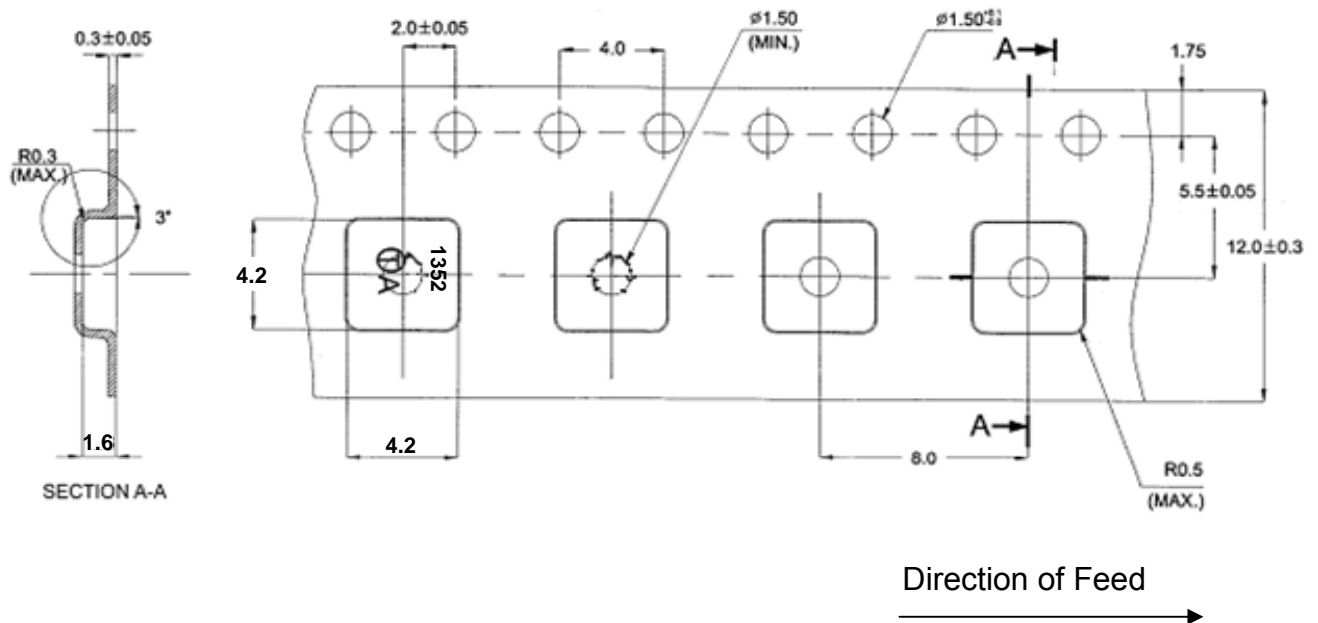 0.3±0.05
2.0±0.05
4.0
ø1.50
(MIN.)
ø1.50
A
1.75
R0.3
(MAX.)
3°
5.5±0.05
4.2
T A
1352
12.0±0.3
1.6
4.2
A
8.0
R0.5
(MAX.)
SECTION A-A
Direction of Feed